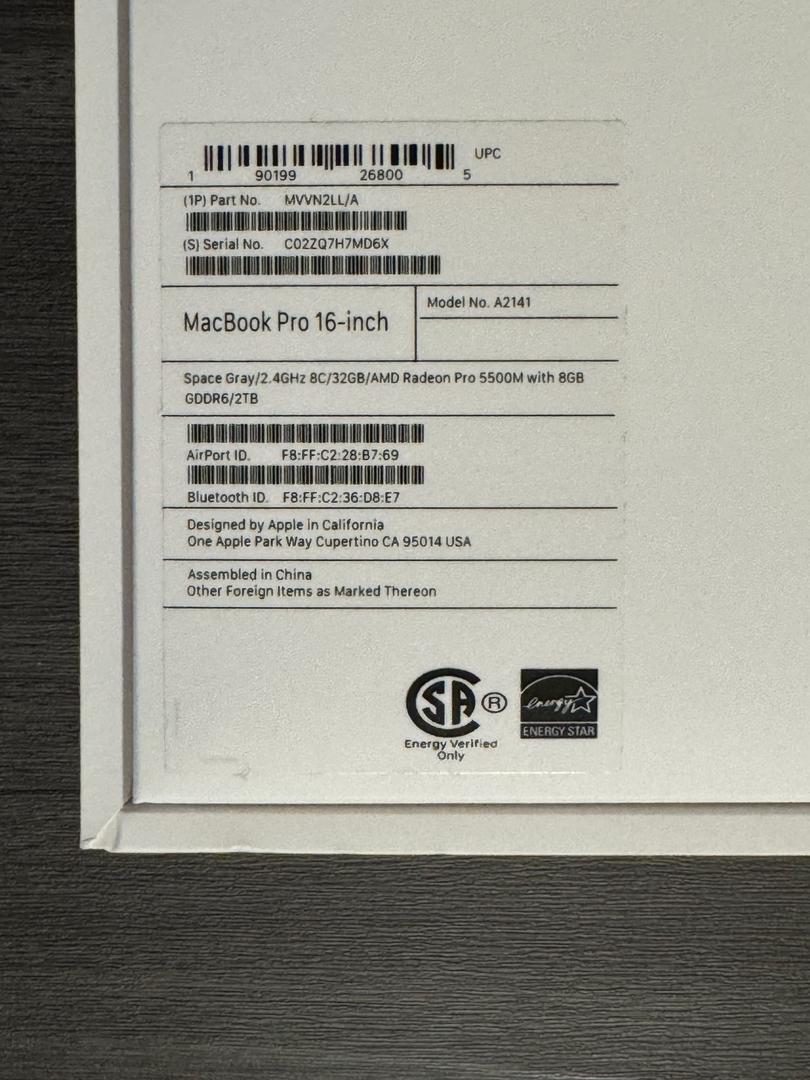 UPC
1 90199 26800 5
(1P) Part No. MVVN2LL/A
(S) Serial No. C02ZQ7H7MD6X
MacBook Pro 16-inch
Model No. A2141
Space Gray/2.4GHz 8C/32GB/AMD Radeon Pro 5500M with 8GB
GDDR6/2TB
AirPort ID. F8:FF:C2:28:B7:69
Bluetooth ID. F8:FF:C2:36:D8:E7
Designed by Apple in California
One Apple Park Way Cupertino CA 95014 USA
Assembled in China
Other Foreign Items as Marked Thereon
SA ®
Energy Verified
Only
energy
ENERGY STAR